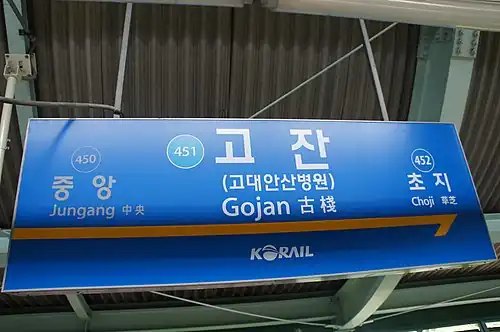 450
중앙
Jungang 中央
451 고잔
(고대안산병원)
Gojan 古棧
452
초지
Choji 草芝
KORAIL